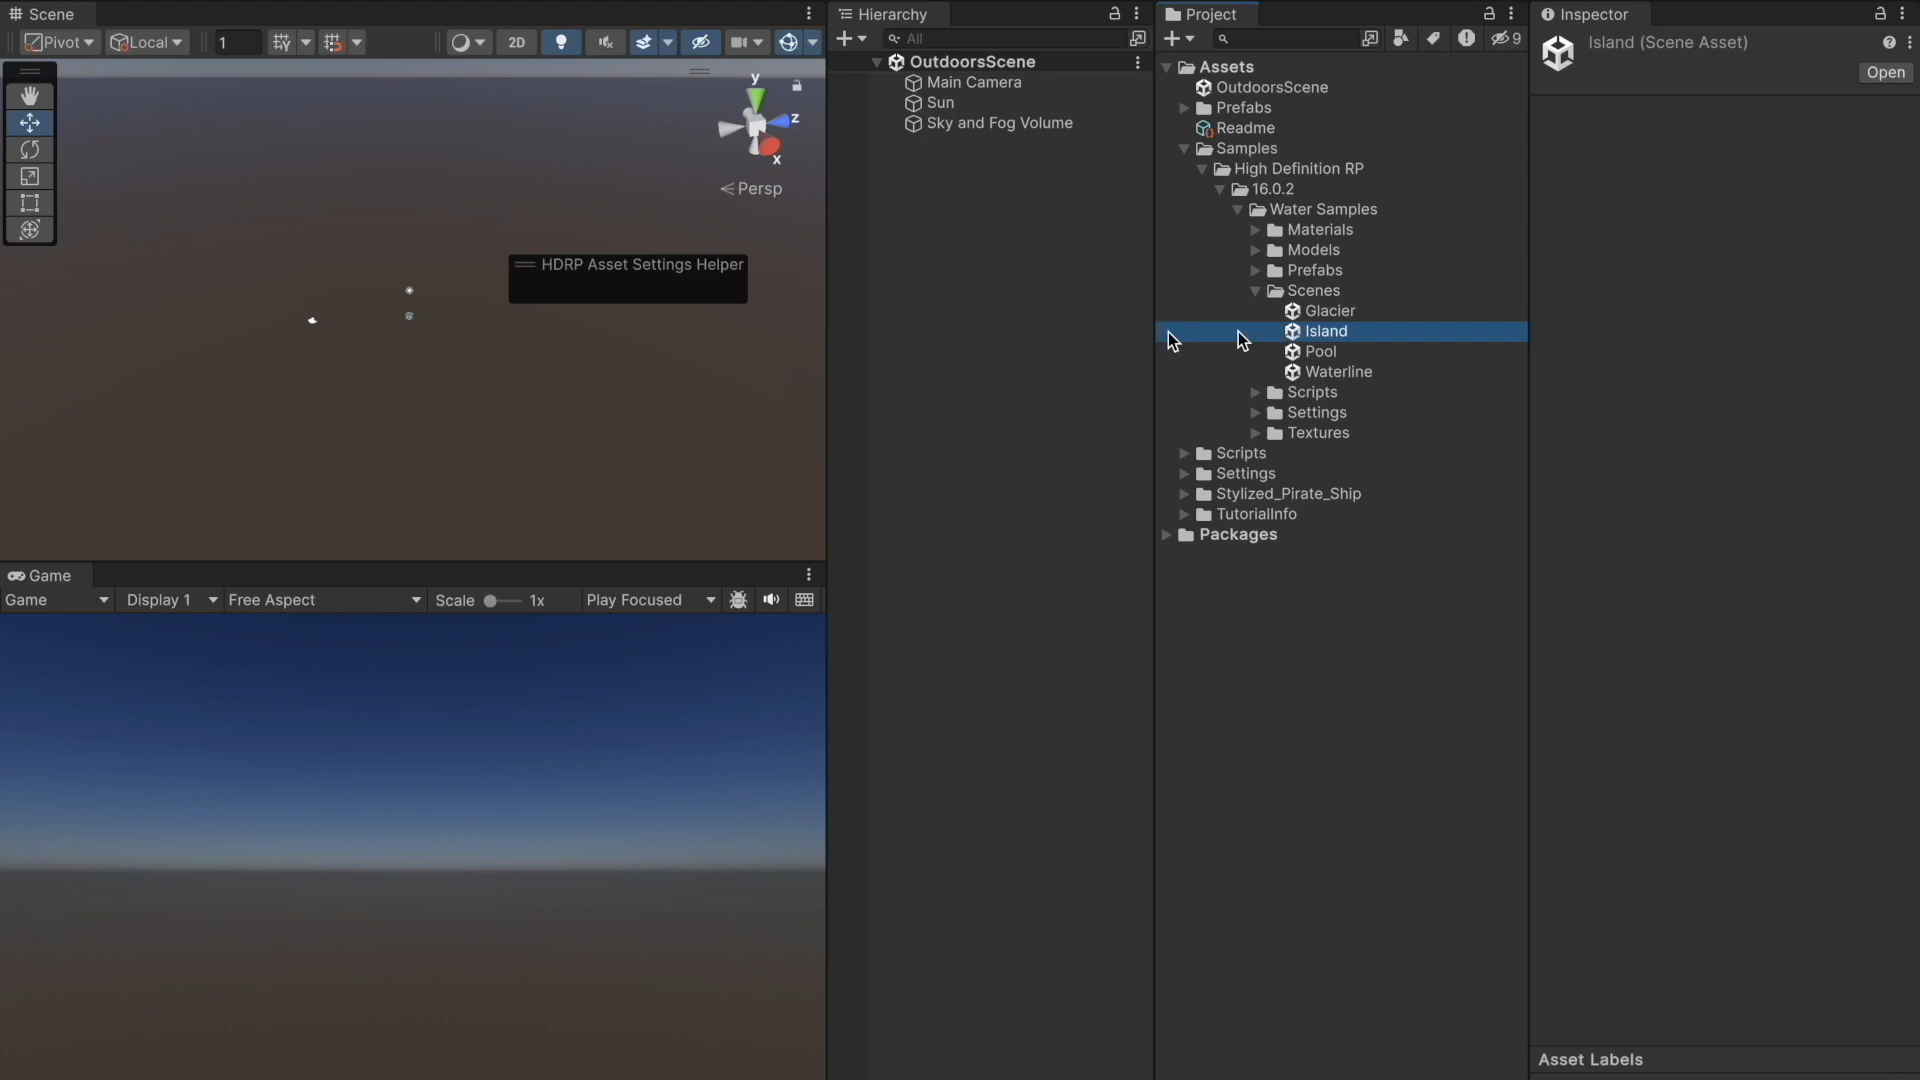 Scene
Pivot
Local
1
2D
y
z
x
Persp
HDRP Asset Settings Helper
Game
Game
Display 1
Free Aspect
Scale
1x
Play Focused
Hierarchy
All
OutdoorsScene
Main Camera
Sun
Sky and Fog Volume
Project
9
Assets
OutdoorsScene
Prefabs
Readme
Samples
High Definition RP
16.0.2
Water Samples
Materials
Models
Prefabs
Scenes
Glacier
Island
Pool
Waterline
Scripts
Settings
Textures
Scripts
Settings
Stylized_Pirate_Ship
TutorialInfo
Packages
Inspector
Island (Scene Asset)
Open
Asset Labels